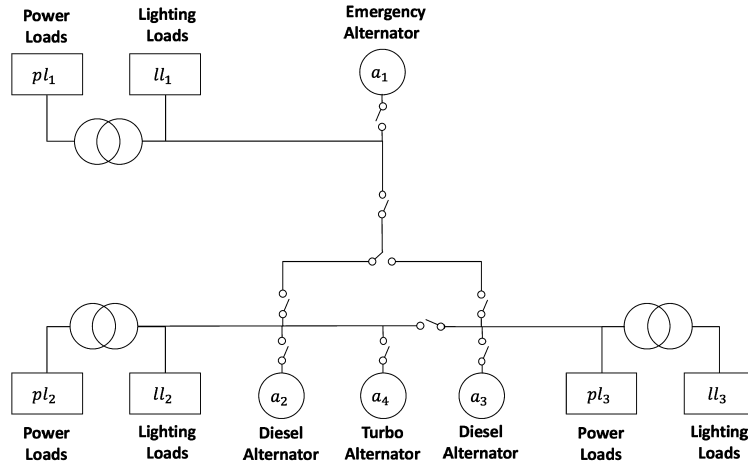 Power
Loads
Lighting
Loads
Emergency
Alternator
pl₁
ll₁
a₁
pl₂
ll₂
a₂
a₄
a₃
pl₃
ll₃
Power
Loads
Lighting
Loads
Diesel
Alternator
Turbo
Alternator
Diesel
Alternator
Power
Loads
Lighting
Loads